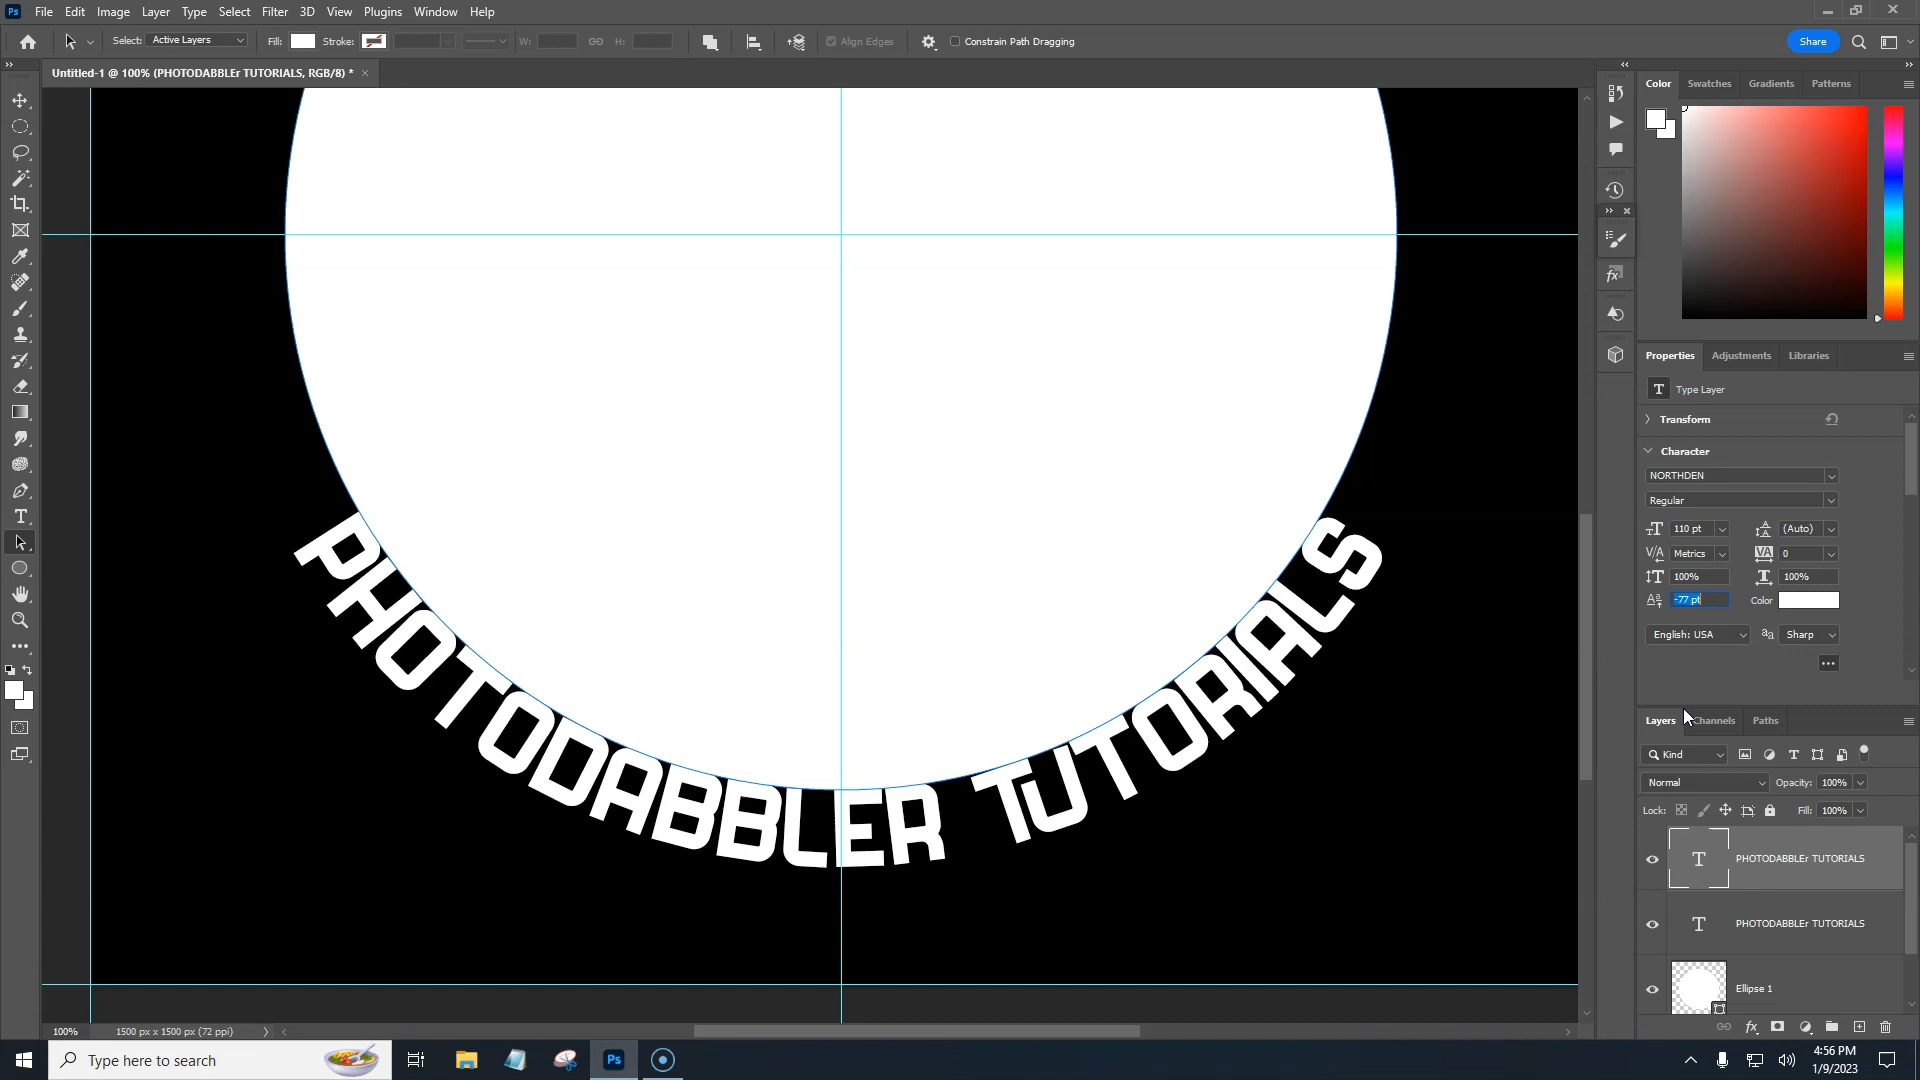 Ps File Edit Image Layer Type Select Filter 3D View Plugins Window Help
Select: Active Layers Fill: Stroke: W: H: Align Edges Constrain Path Dragging Share
Untitled-1 @ 100% (PHOTODABBLEr TUTORIALS, RGB/8) *
Color Swatches Gradients Patterns
Properties Adjustments Libraries
T Type Layer
Transform
Character
NORTHDEN
Regular
110 pt (Auto)
Metrics 0
100% 100%
-77 pt Color
English: USA Sharp
PHOTODABBLER TUTORIALS
Layers Channels Paths
Kind
Normal Opacity: 100%
Lock: Fill: 100%
T PHOTODABBLEr TUTORIALS
T PHOTODABBLEr TUTORIALS
Ellipse 1
100% 1500 px x 1500 px (72 ppi)
Type here to search Ps
4:56 PM
1/9/2023